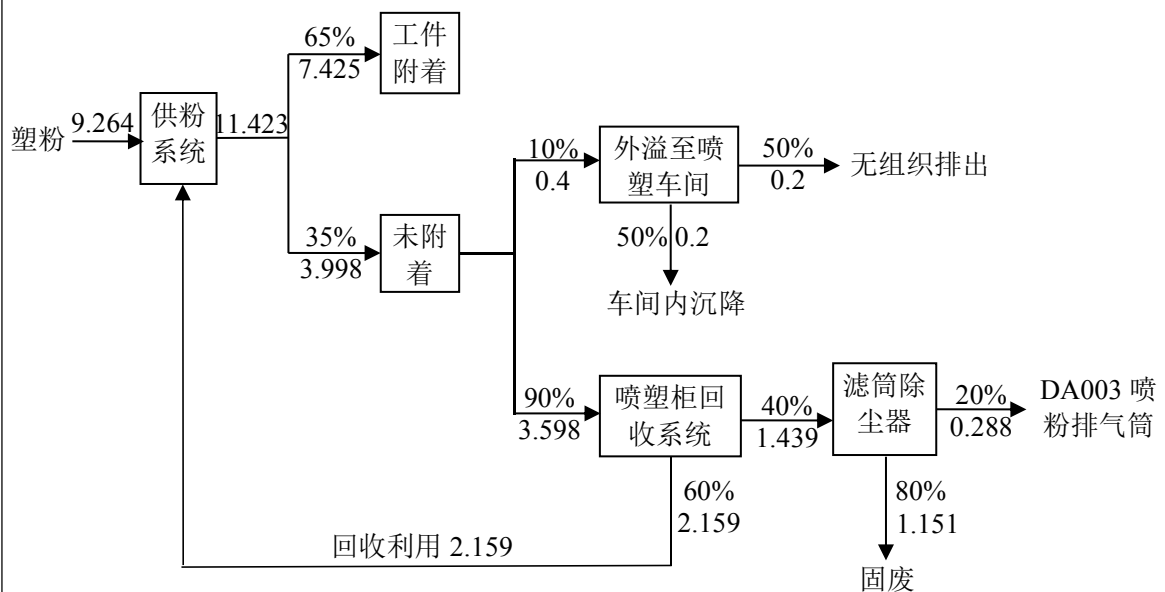 65%
7.425
工件
附着
塑粉
9.264
供粉
系统
11.423
10%
0.4
外溢至喷
塑车间
50%
0.2
无组织排出
35%
3.998
未附
着
50%
0.2
车间内沉降
90%
3.598
喷塑柜回
收系统
40%
1.439
滤筒除
尘器
20%
0.288
DA003 喷
粉排气筒
60%
2.159
80%
1.151
回收利用 2.159
固废